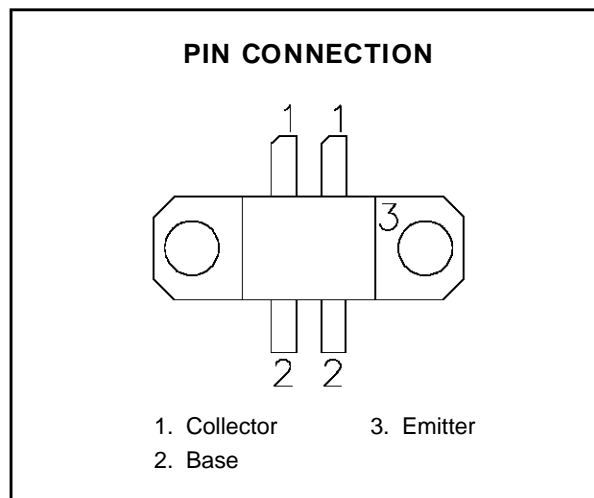 PIN CONNECTION
1 1
3
2 2
1. Collector 3. Emitter
2. Base